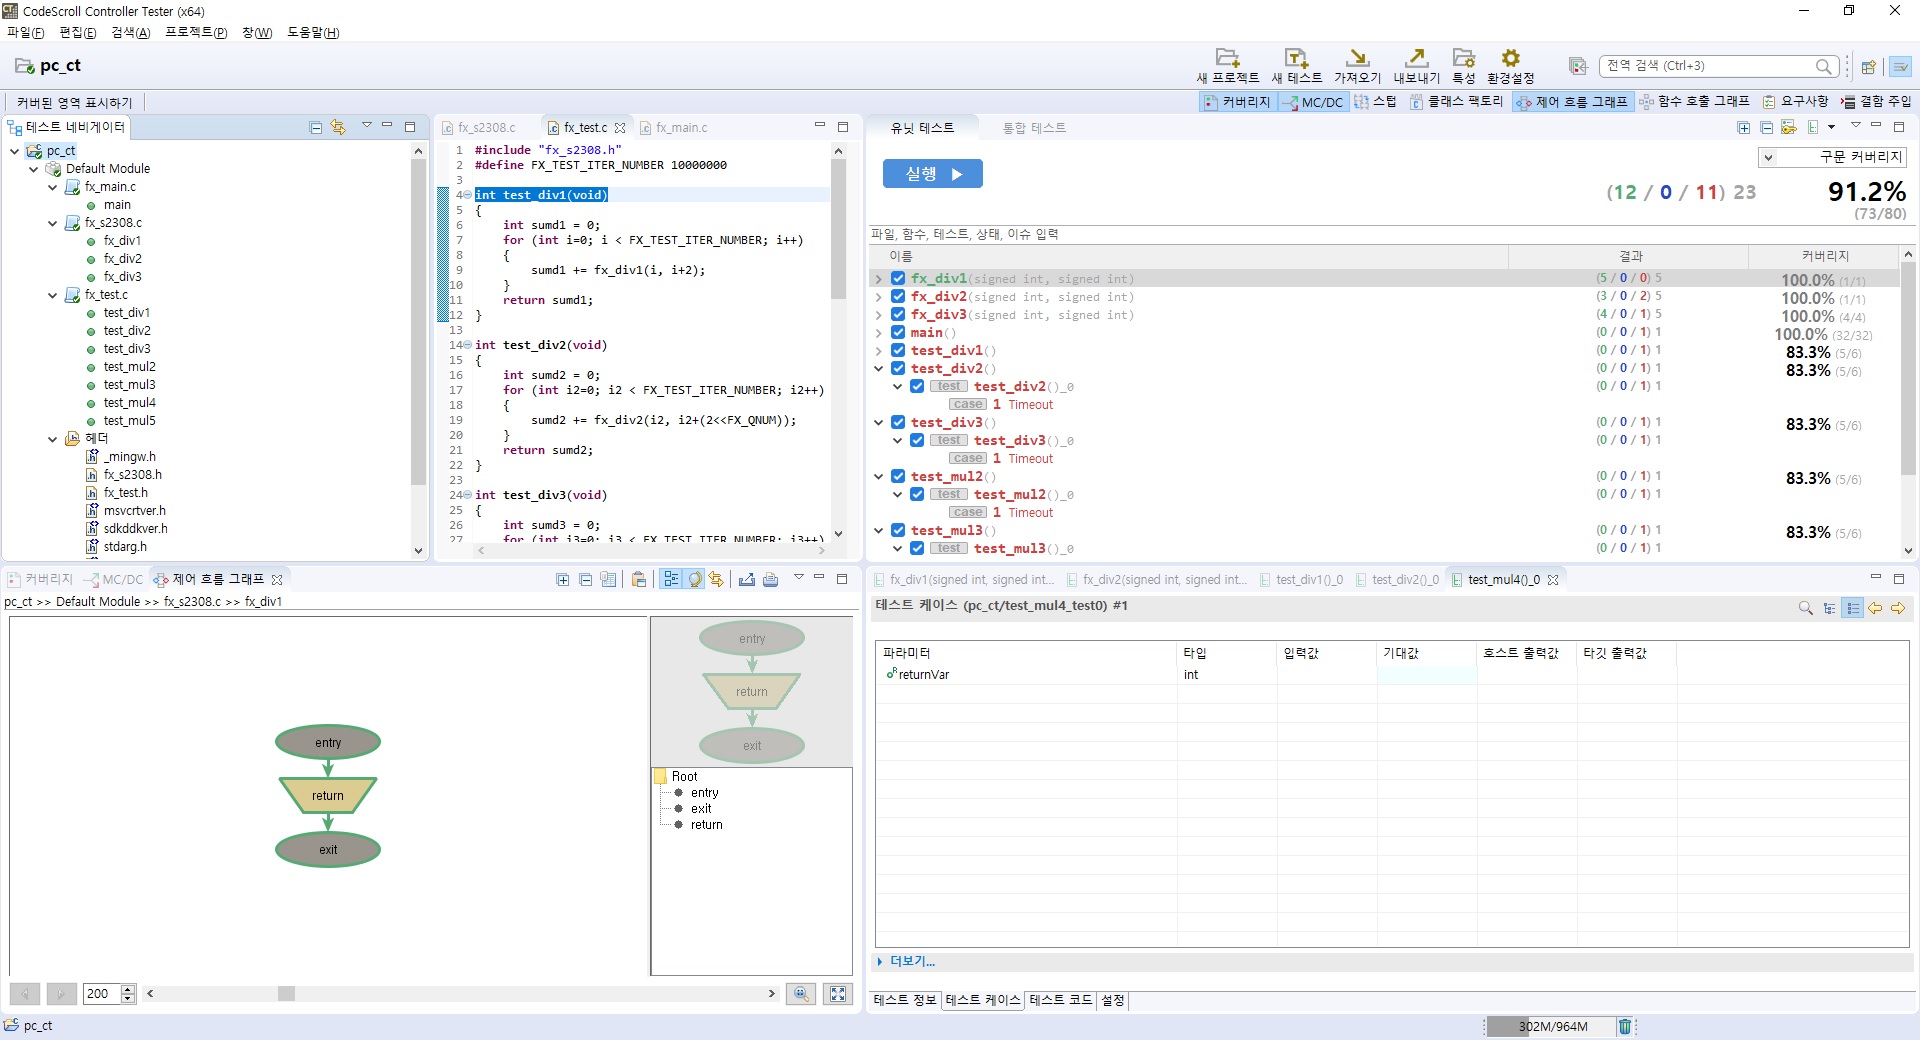 CodeScroll Controller Tester (x64)
파일(F) 편집(E) 검색(A) 프로젝트(P) 창(W) 도움말(H)
pc_ct
새 프로젝트 새 테스트 가져오기 내보내기 특성 환경설정
전역 검색 (Ctrl+3)
커버된 영역 표시하기
커버리지 MC/DC 스텁 클래스 팩토리 제어 흐름 그래프 함수 호출 그래프 요구사항 결함 주입
테스트 네비게이터
pc_ct
Default Module
fx_main.c
main
fx_s2308.c
fx_div1
fx_div2
fx_div3
fx_test.c
test_div1
test_div2
test_div3
test_mul2
test_mul3
test_mul4
test_mul5
헤더
_mingw.h
fx_s2308.h
fx_test.h
msvcrtver.h
sdkddkver.h
stdarg.h
fx_s2308.c fx_test.c fx_main.c
1 #include "fx_s2308.h"
2 #define FX_TEST_ITER_NUMBER 10000000
3
4 int test_div1(void)
5 {
6 int sumd1 = 0;
7 for (int i=0; i < FX_TEST_ITER_NUMBER; i++)
8 {
9 sumd1 += fx_div1(i, i+2);
10 }
11 return sumd1;
12 }
13
14 int test_div2(void)
15 {
16 int sumd2 = 0;
17 for (int i2=0; i2 < FX_TEST_ITER_NUMBER; i2++)
18 {
19 sumd2 += fx_div2(i2, i2+(2<<FX_QNUM));
20 }
21 return sumd2;
22 }
23
24 int test_div3(void)
25 {
26 int sumd3 = 0;
27 for (int i3=0; i3 < FX_TEST_ITER_NUMBER; i3++)
유닛 테스트 통합 테스트
구문 커버리지
실행
(12 / 0 / 11) 23
91.2%
(73/80)
파일, 함수, 테스트, 상태, 이슈 입력
이름 결과 커버리지
fx_div1(signed int, signed int) (5 / 0 / 0) 5 100.0% (1/1)
fx_div2(signed int, signed int) (3 / 0 / 2) 5 100.0% (1/1)
fx_div3(signed int, signed int) (4 / 0 / 1) 5 100.0% (4/4)
main() (0 / 0 / 1) 1 100.0% (32/32)
test_div1() (0 / 0 / 1) 1 83.3% (5/6)
test_div2() (0 / 0 / 1) 1 83.3% (5/6)
test test_div2()_0 (0 / 0 / 1) 1
case 1 Timeout
test_div3() (0 / 0 / 1) 1 83.3% (5/6)
test test_div3()_0 (0 / 0 / 1) 1
case 1 Timeout
test_mul2() (0 / 0 / 1) 1 83.3% (5/6)
test test_mul2()_0 (0 / 0 / 1) 1
case 1 Timeout
test_mul3() (0 / 0 / 1) 1 83.3% (5/6)
test test_mul3()_0 (0 / 0 / 1) 1
커버리지 MC/DC 제어 흐름 그래프
pc_ct >> Default Module >> fx_s2308.c >> fx_div1
entry
return
exit
entry
return
exit
Root
entry
exit
return
200
fx_div1(signed int, signed int... fx_div2(signed int, signed int... test_div1()_0 test_div2()_0 test_mul4()_0
테스트 케이스 (pc_ct/test_mul4_test0) #1
파라미터 타입 입력값 기대값 호스트 출력값 타깃 출력값
returnVar int
더보기...
테스트 정보 테스트 케이스 테스트 코드 설정
pc_ct
302M/964M